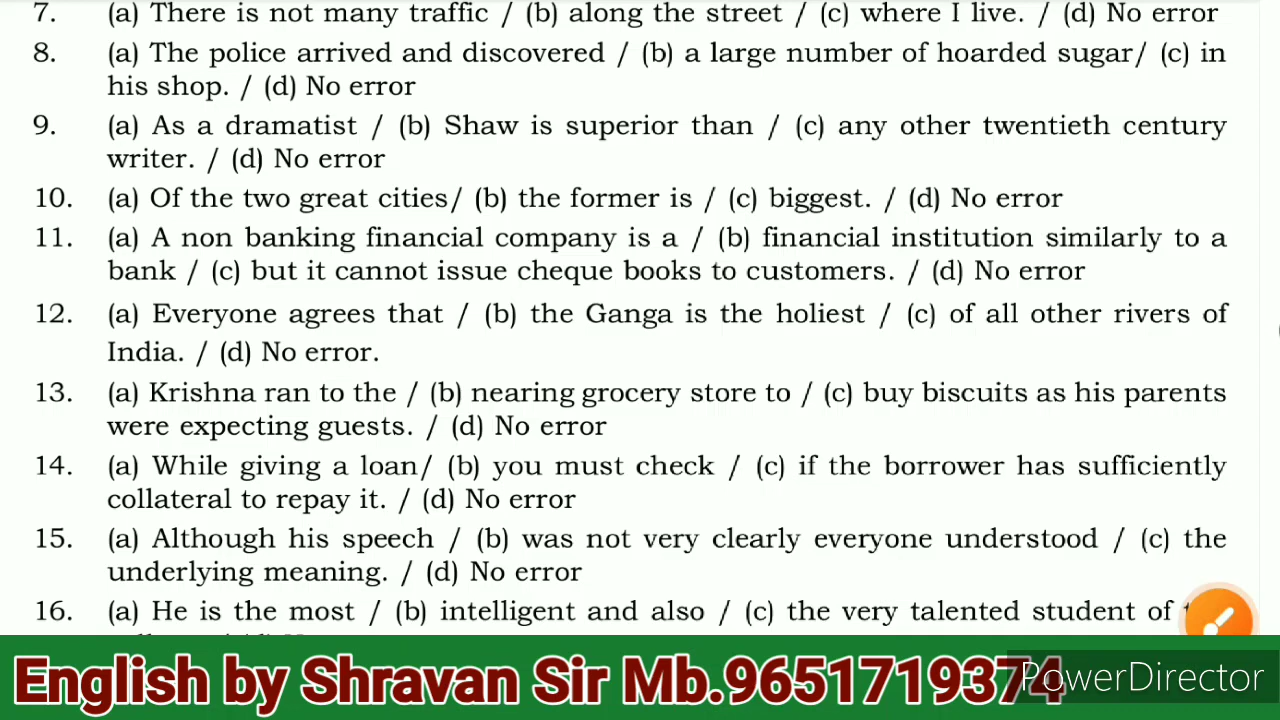 7. (a) There is not many traffic / (b) along the street / (c) where I live. / (d) No error
8. (a) The police arrived and discovered / (b) a large number of hoarded sugar/ (c) in
his shop. / (d) No error
9. (a) As a dramatist / (b) Shaw is superior than / (c) any other twentieth century
writer. / (d) No error
10. (a) Of the two great cities/ (b) the former is / (c) biggest. / (d) No error
11. (a) A non banking financial company is a / (b) financial institution similarly to a
bank / (c) but it cannot issue cheque books to customers. / (d) No error
12. (a) Everyone agrees that / (b) the Ganga is the holiest / (c) of all other rivers of
India. / (d) No error.
13. (a) Krishna ran to the / (b) nearing grocery store to / (c) buy biscuits as his parents
were expecting guests. / (d) No error
14. (a) While giving a loan/ (b) you must check / (c) if the borrower has sufficiently
collateral to repay it. / (d) No error
15. (a) Although his speech / (b) was not very clearly everyone understood / (c) the
underlying meaning. / (d) No error
16. (a) He is the most / (b) intelligent and also / (c) the very talented student of
English by Shravan Sir Mb.9651719374
PowerDirector